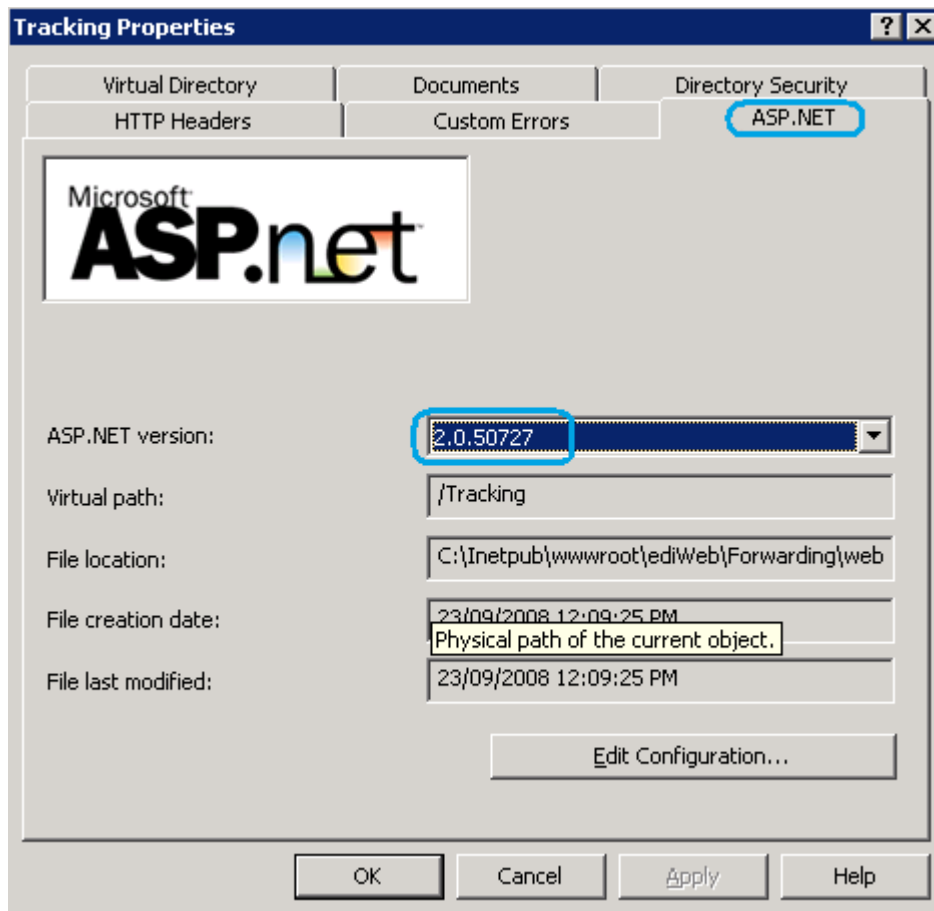 Tracking Properties
Virtual Directory Documents Directory Security
HTTP Headers Custom Errors ASP.NET
Microsoft
ASP.net
ASP.NET version: 2.0.50727
Virtual path: /Tracking
File location: C:\Inetpub\wwwroot\ediWeb\Forwarding\web
File creation date: 23/09/2008 12:09:25 PM
Physical path of the current object.
File last modified: 23/09/2008 12:09:25 PM
Edit Configuration...
OK Cancel Apply Help